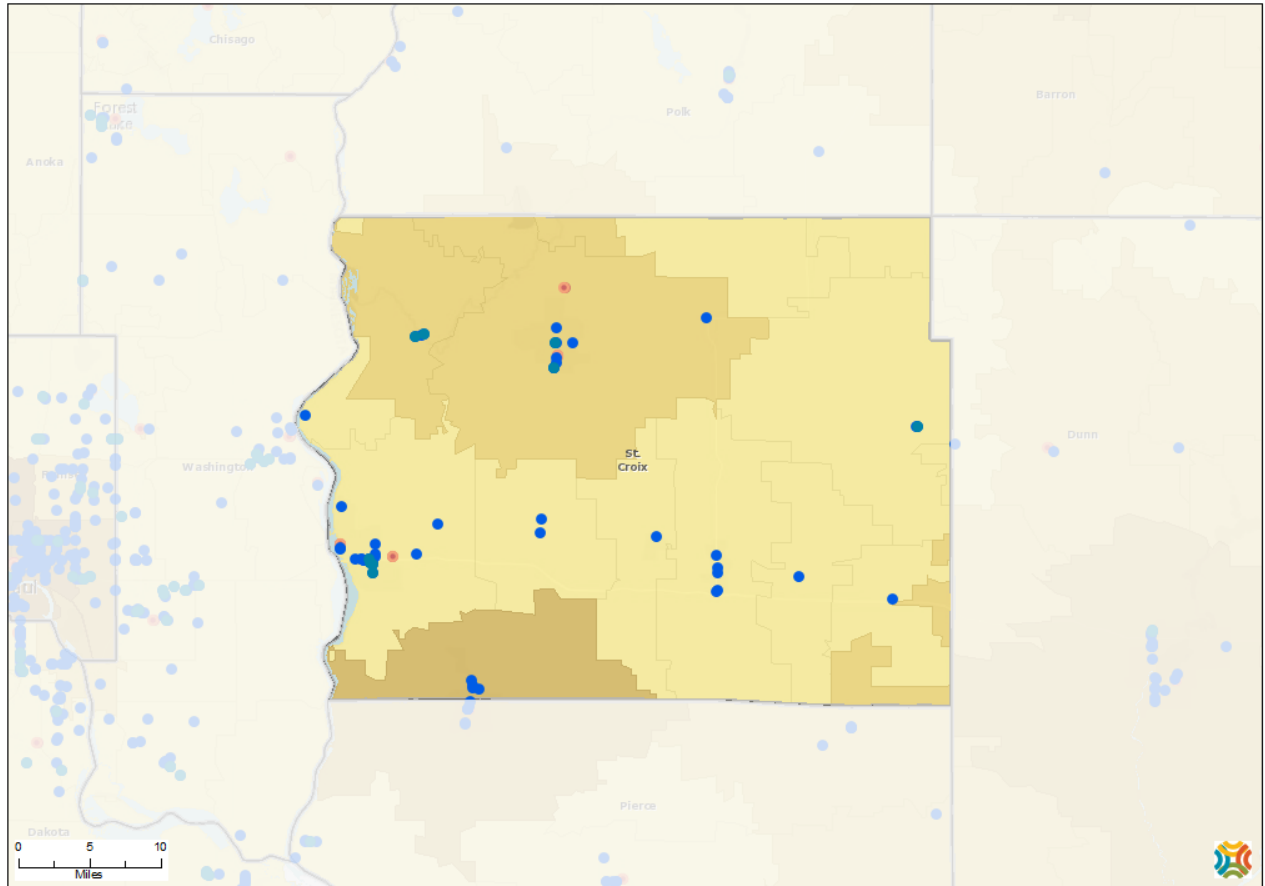 Chisago
Forest
Lake
Polk
Barron
Anoka
St.
Croix
Dunn
Washington
Pierce
Dakota
0 5 10
Miles